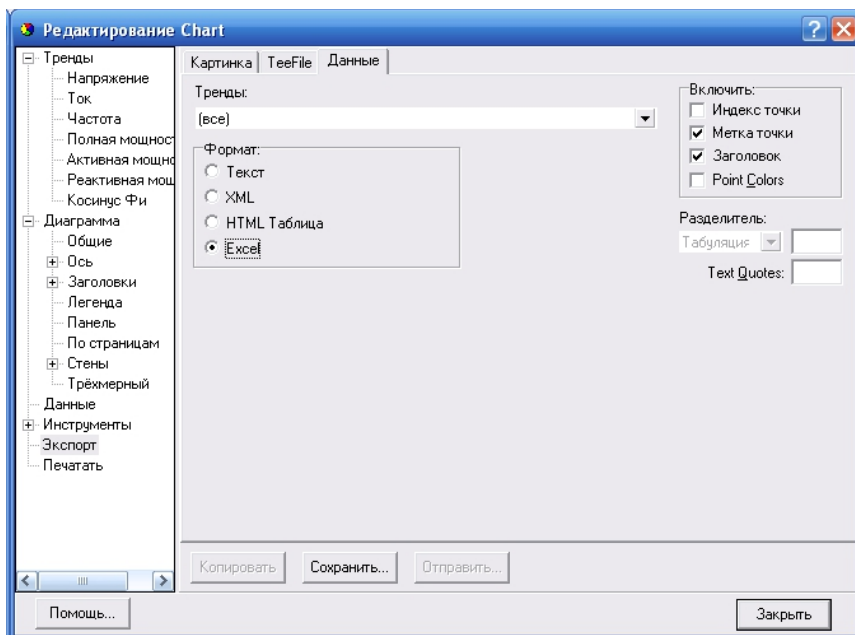 Редактирование Chart
Тренды
Напряжение
Ток
Частота
Полная мощнос
Активная мощно
Реактивная мощ
Косинус Фи
Диаграмма
Общие
Ось
Заголовки
Легенда
Панель
По страницам
Стены
Трёхмерный
Данные
Инструменты
Экспорт
Печатать
Картинка TeeFile Данные
Тренды:
(все)
Формат:
Текст
XML
HTML Таблица
Excel
Включить:
Индекс точки
Метка точки
Заголовок
Point Colors
Разделитель:
Табуляция
Text Quotes:
Копировать Сохранить... Отправить...
Помощь... Закрыть